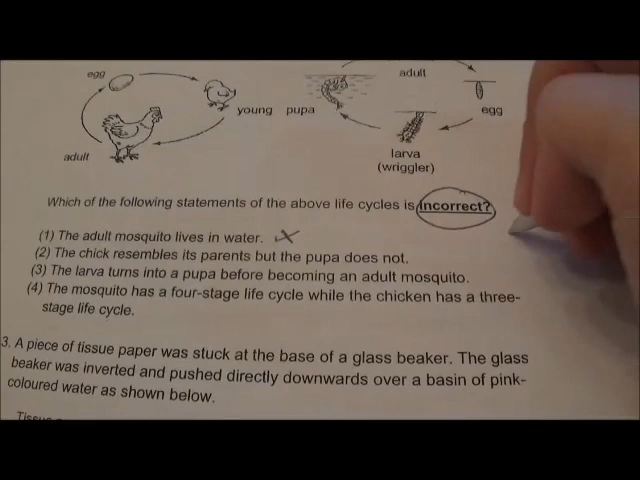 egg
young
adult
adult
egg
larva
(wriggler)
pupa
Which of the following statements of the above life cycles is incorrect?
(1) The adult mosquito lives in water.
(2) The chick resembles its parents but the pupa does not.
(3) The larva turns into a pupa before becoming an adult mosquito.
(4) The mosquito has a four-stage life cycle while the chicken has a three-
stage life cycle.
3. A piece of tissue paper was stuck at the base of a glass beaker. The glass
beaker was inverted and pushed directly downwards over a basin of pink-
coloured water as shown below.
Tissue